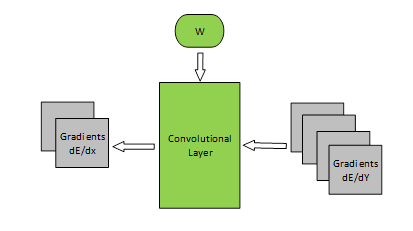 W
Convolutional
Layer
Gradients
dE/dx
Gradients
dE/dY